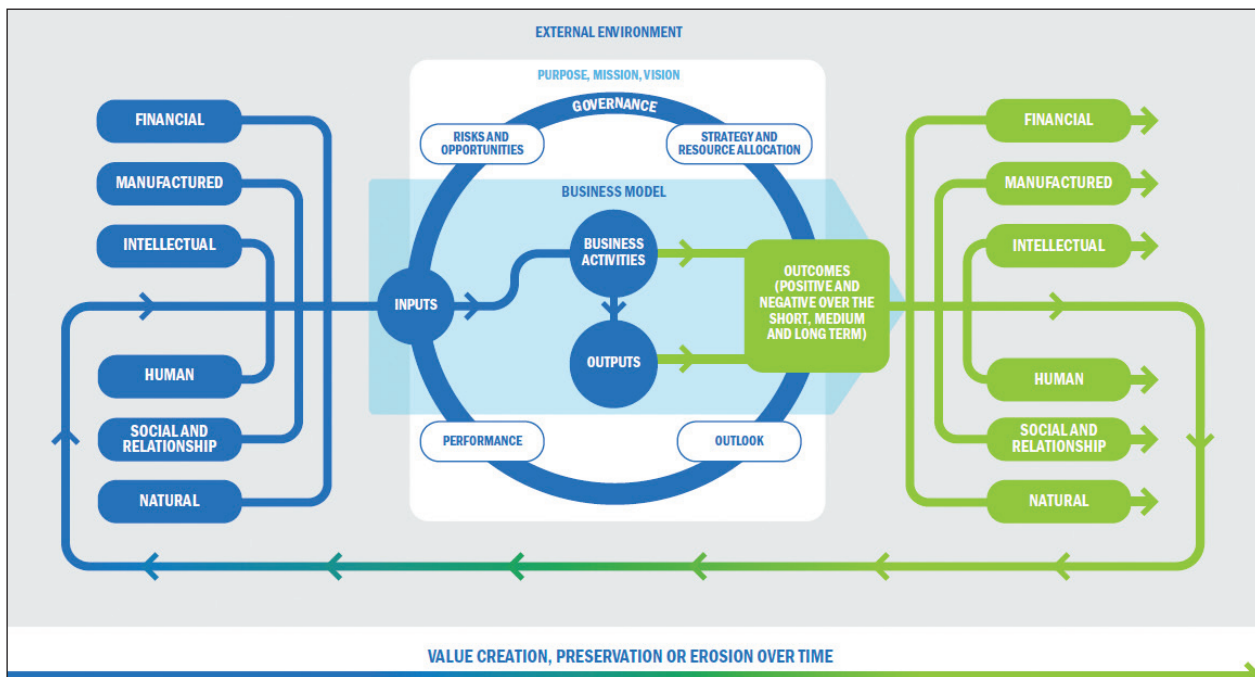 EXTERNAL ENVIRONMENT
PURPOSE, MISSION, VISION
GOVERNANCE
FINANCIAL
MANUFACTURED
INTELLECTUAL
HUMAN
SOCIAL AND
RELATIONSHIP
NATURAL
RISKS AND
OPPORTUNITIES
STRATEGY AND
RESOURCE ALLOCATION
BUSINESS MODEL
INPUTS
BUSINESS
ACTIVITIES
OUTPUTS
OUTCOMES
(POSITIVE AND
NEGATIVE OVER THE
SHORT, MEDIUM
AND LONG TERM)
PERFORMANCE
OUTLOOK
FINANCIAL
MANUFACTURED
INTELLECTUAL
HUMAN
SOCIAL AND
RELATIONSHIP
NATURAL
VALUE CREATION, PRESERVATION OR EROSION OVER TIME